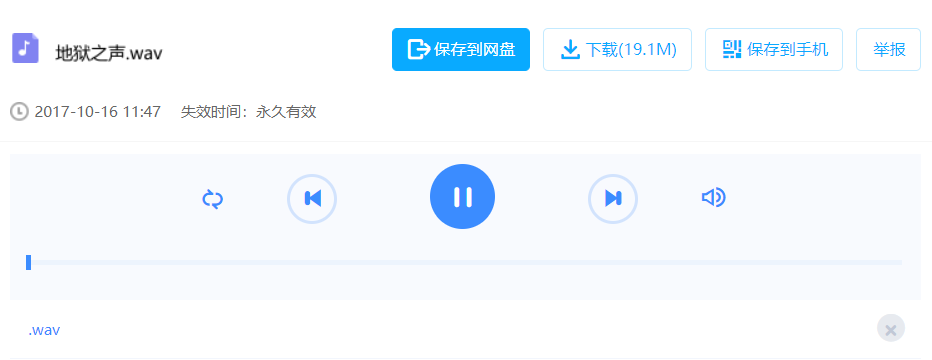 地狱之声.wav
保存到网盘
下载(19.1M)
保存到手机
举报
2017-10-16 11:47 失效时间：永久有效
.wav